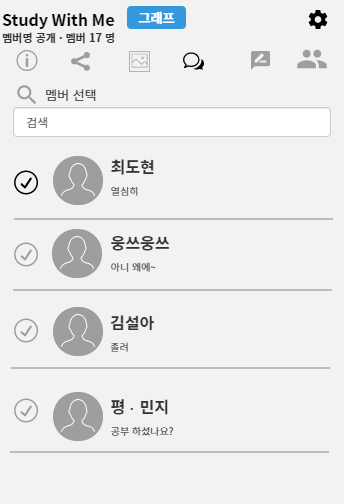 Study With Me
그래프
멤버명 공개 · 멤버 17 명
멤버 선택
검색
최도현
열심히
웅쓰웅쓰
아니 왜에~
김설아
졸려
평 · 민지
공부 하셨나요?